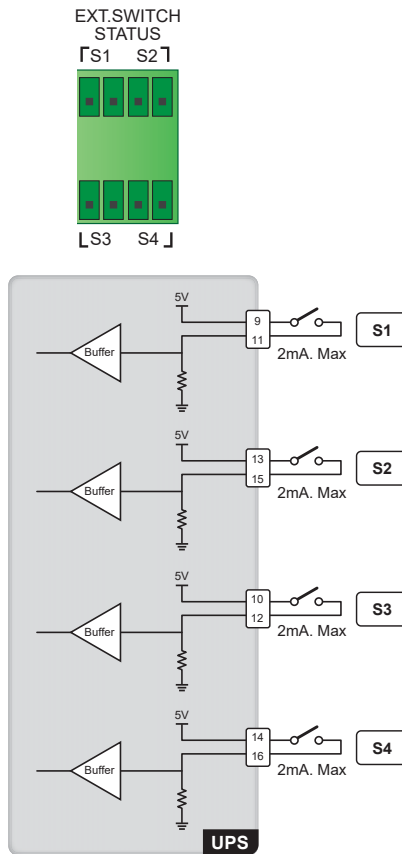 EXT.SWITCH
STATUS
S1 S2
S3 S4
5V
9
11
Buffer
2mA. Max
S1
5V
13
15
Buffer
2mA. Max
S2
5V
10
12
Buffer
2mA. Max
S3
5V
14
16
Buffer
2mA. Max
S4
UPS